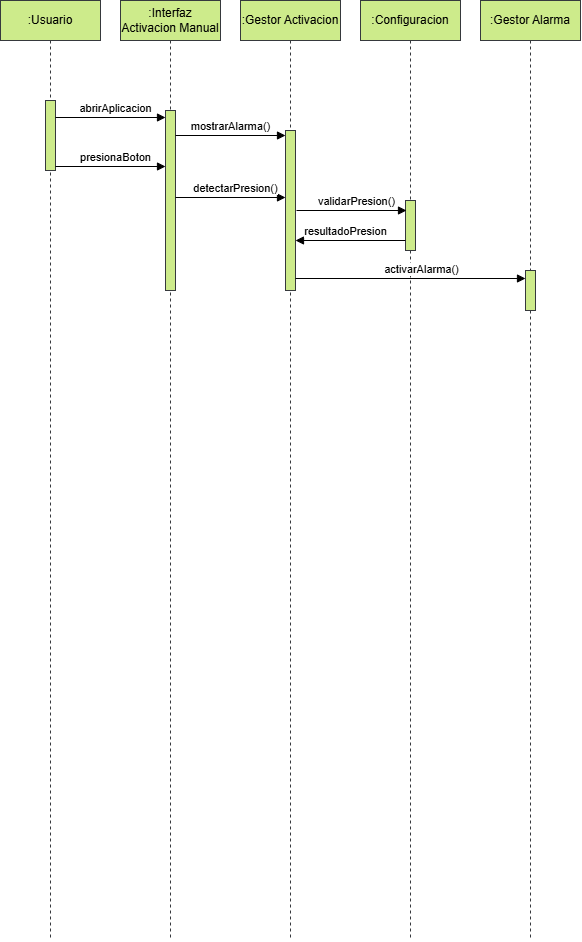 :Usuario
:Interfaz
Activacion Manual
:Gestor Activacion
:Configuracion
:Gestor Alarma
abrirAplicacion
mostrarAlarma()
presionaBoton
detectarPresion()
validarPresion()
resultadoPresion
activarAlarma()